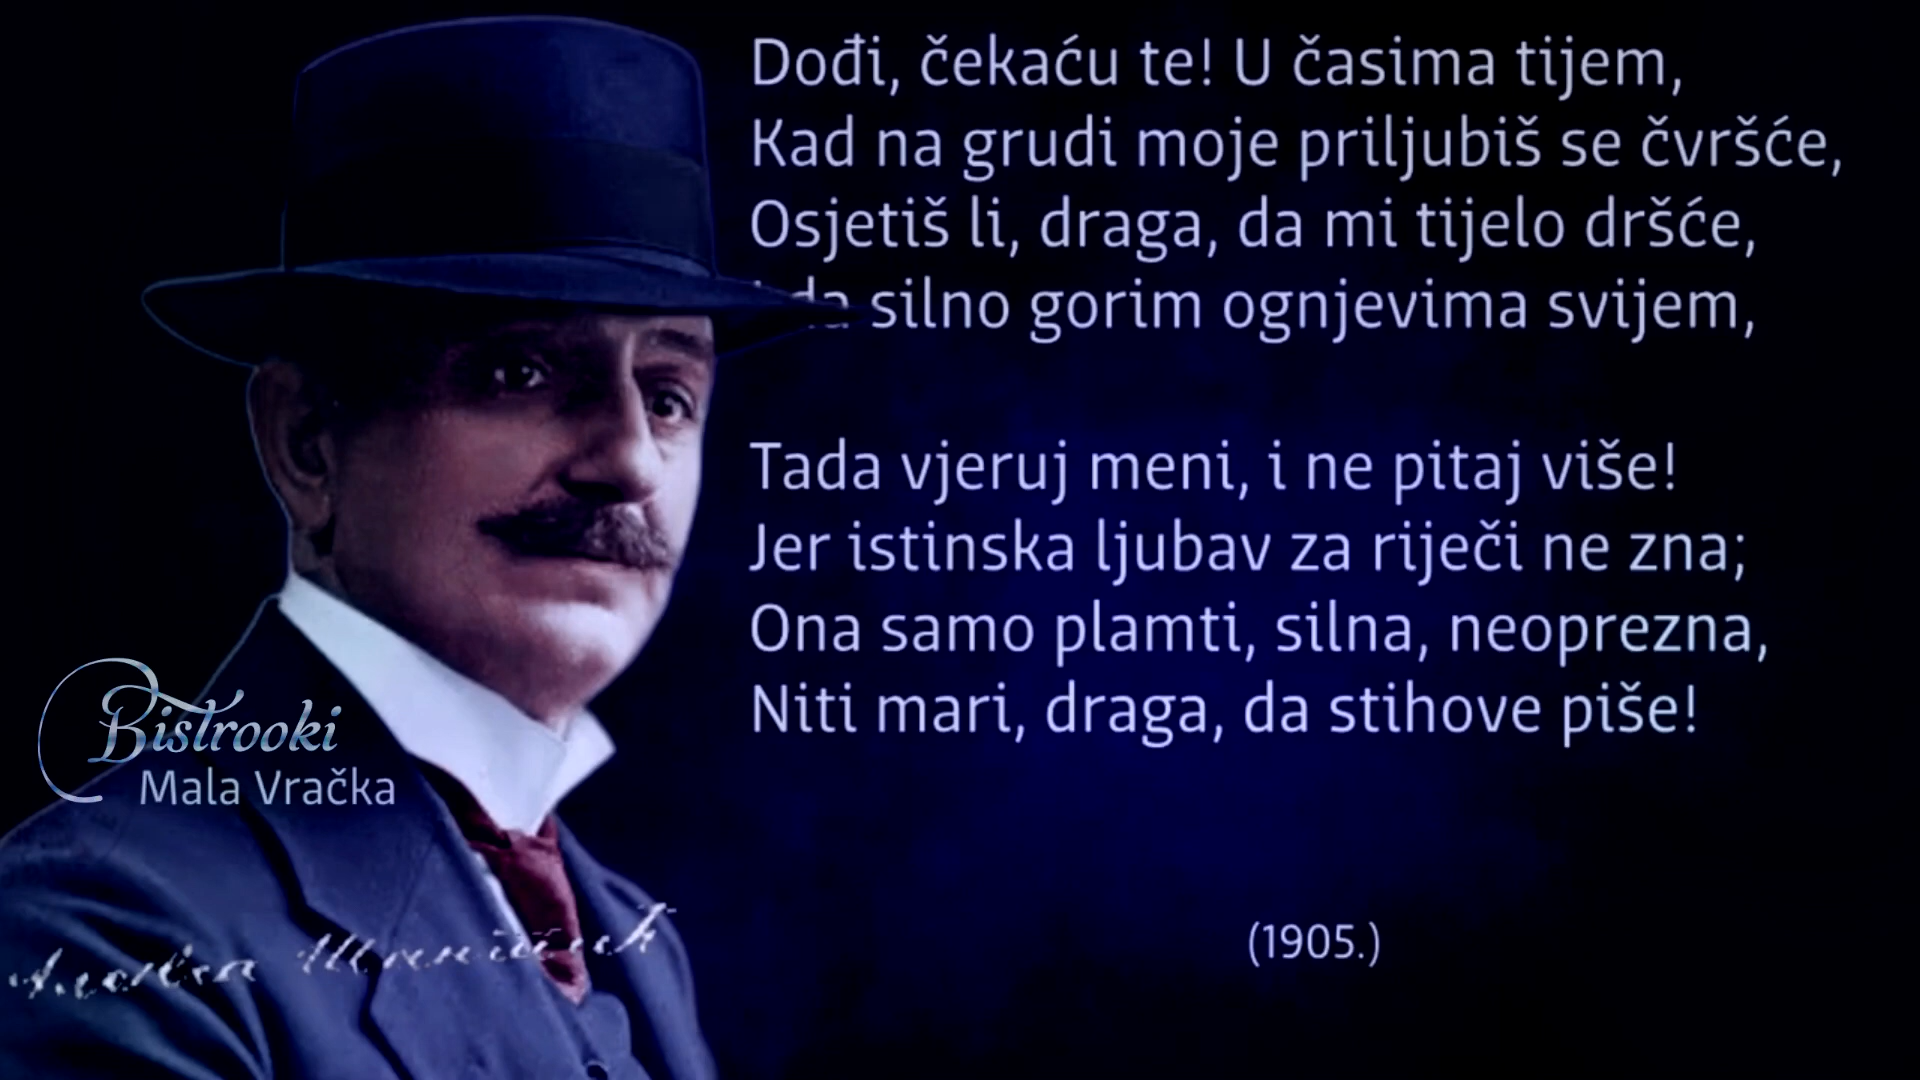 Dođi, čekaću te! U časima tijem,
Kad na grudi moje priljubiš se čvršće,
Osjetiš li, draga, da mi tijelo dršće,
I da silno gorim ognjevima svijem,
Tada vjeruj meni, i ne pitaj više!
Jer istinska ljubav za riječi ne zna;
Ona samo plamti, silna, neoprezna,
Niti mari, draga, da stihove piše!
(1905.)
Bistrooki
Mala Vračka